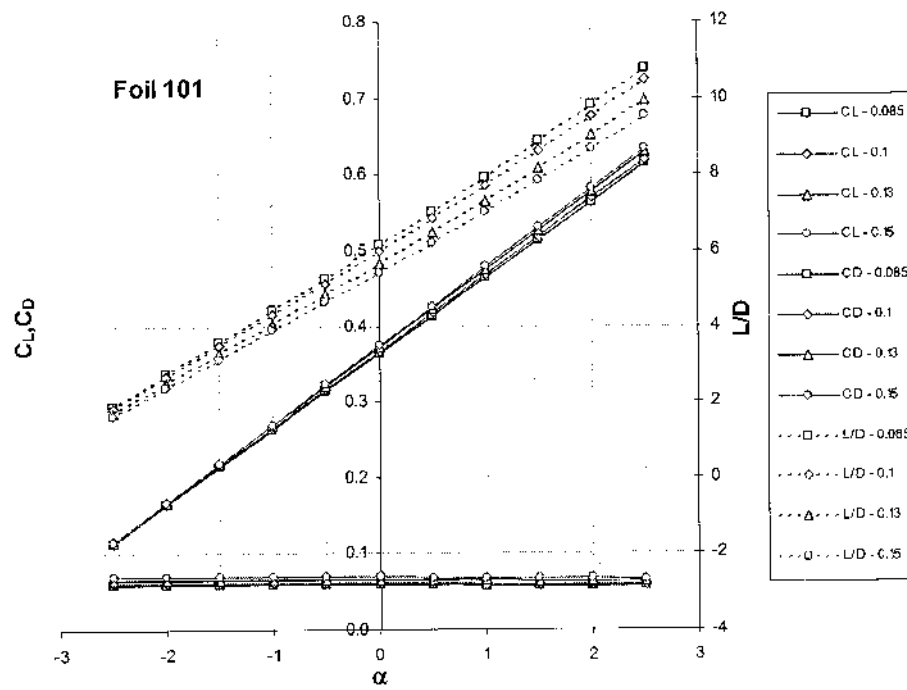 Foil 101
0.8
0.7
0.6
0.5
0.4
0.3
0.2
0.1
0.0
12
10
8
6
4
2
0
-2
-4
-3
-2
-1
0
1
2
3
CL,CD
L/D
α
CL - 0.085
CL - 0.1
CL - 0.13
CL - 0.15
CD - 0.085
CD - 0.1
CD - 0.13
CD - 0.15
L/D - 0.085
L/D - 0.1
L/D - 0.13
L/D - 0.15